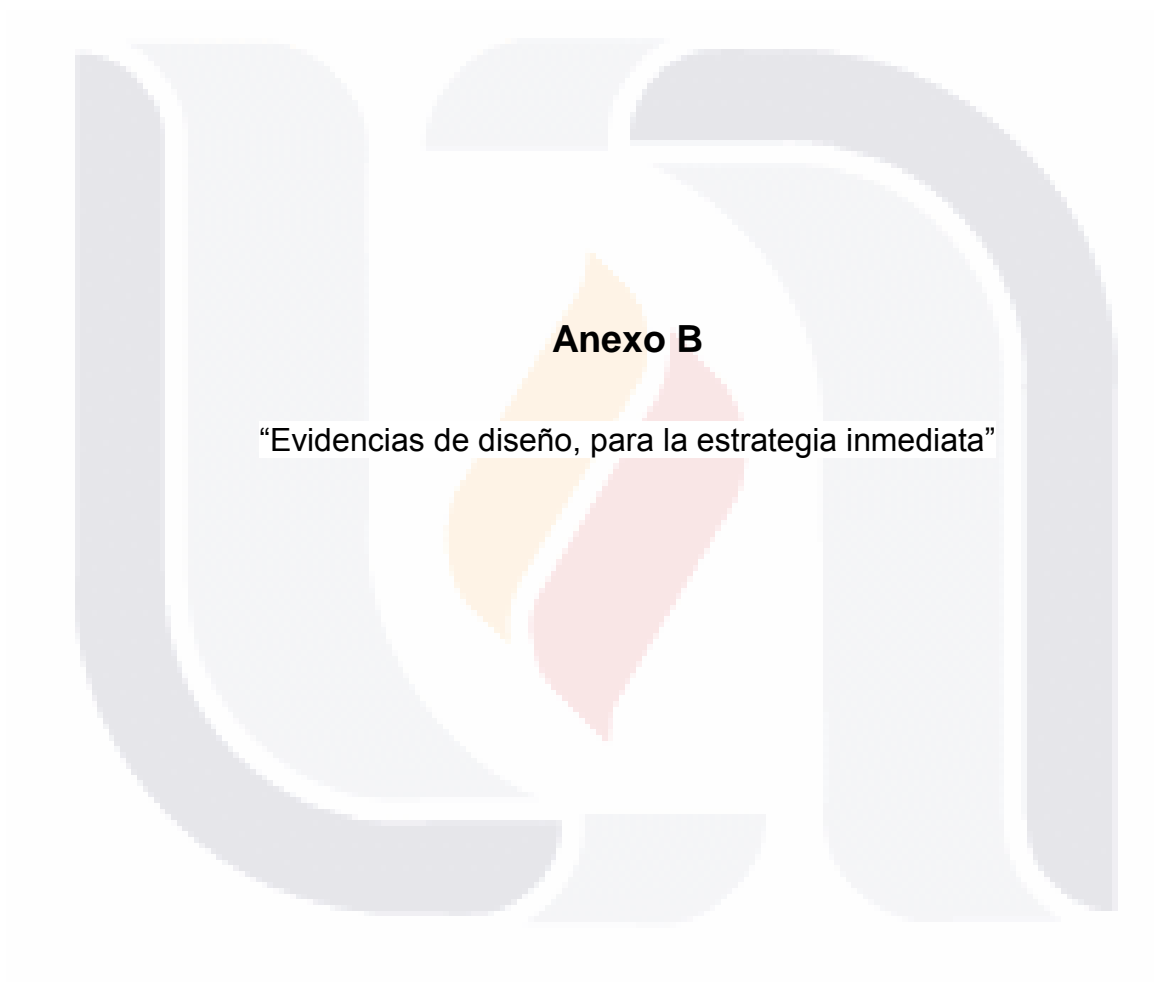 Anexo B
“Evidencias de diseño, para la estrategia inmediata”